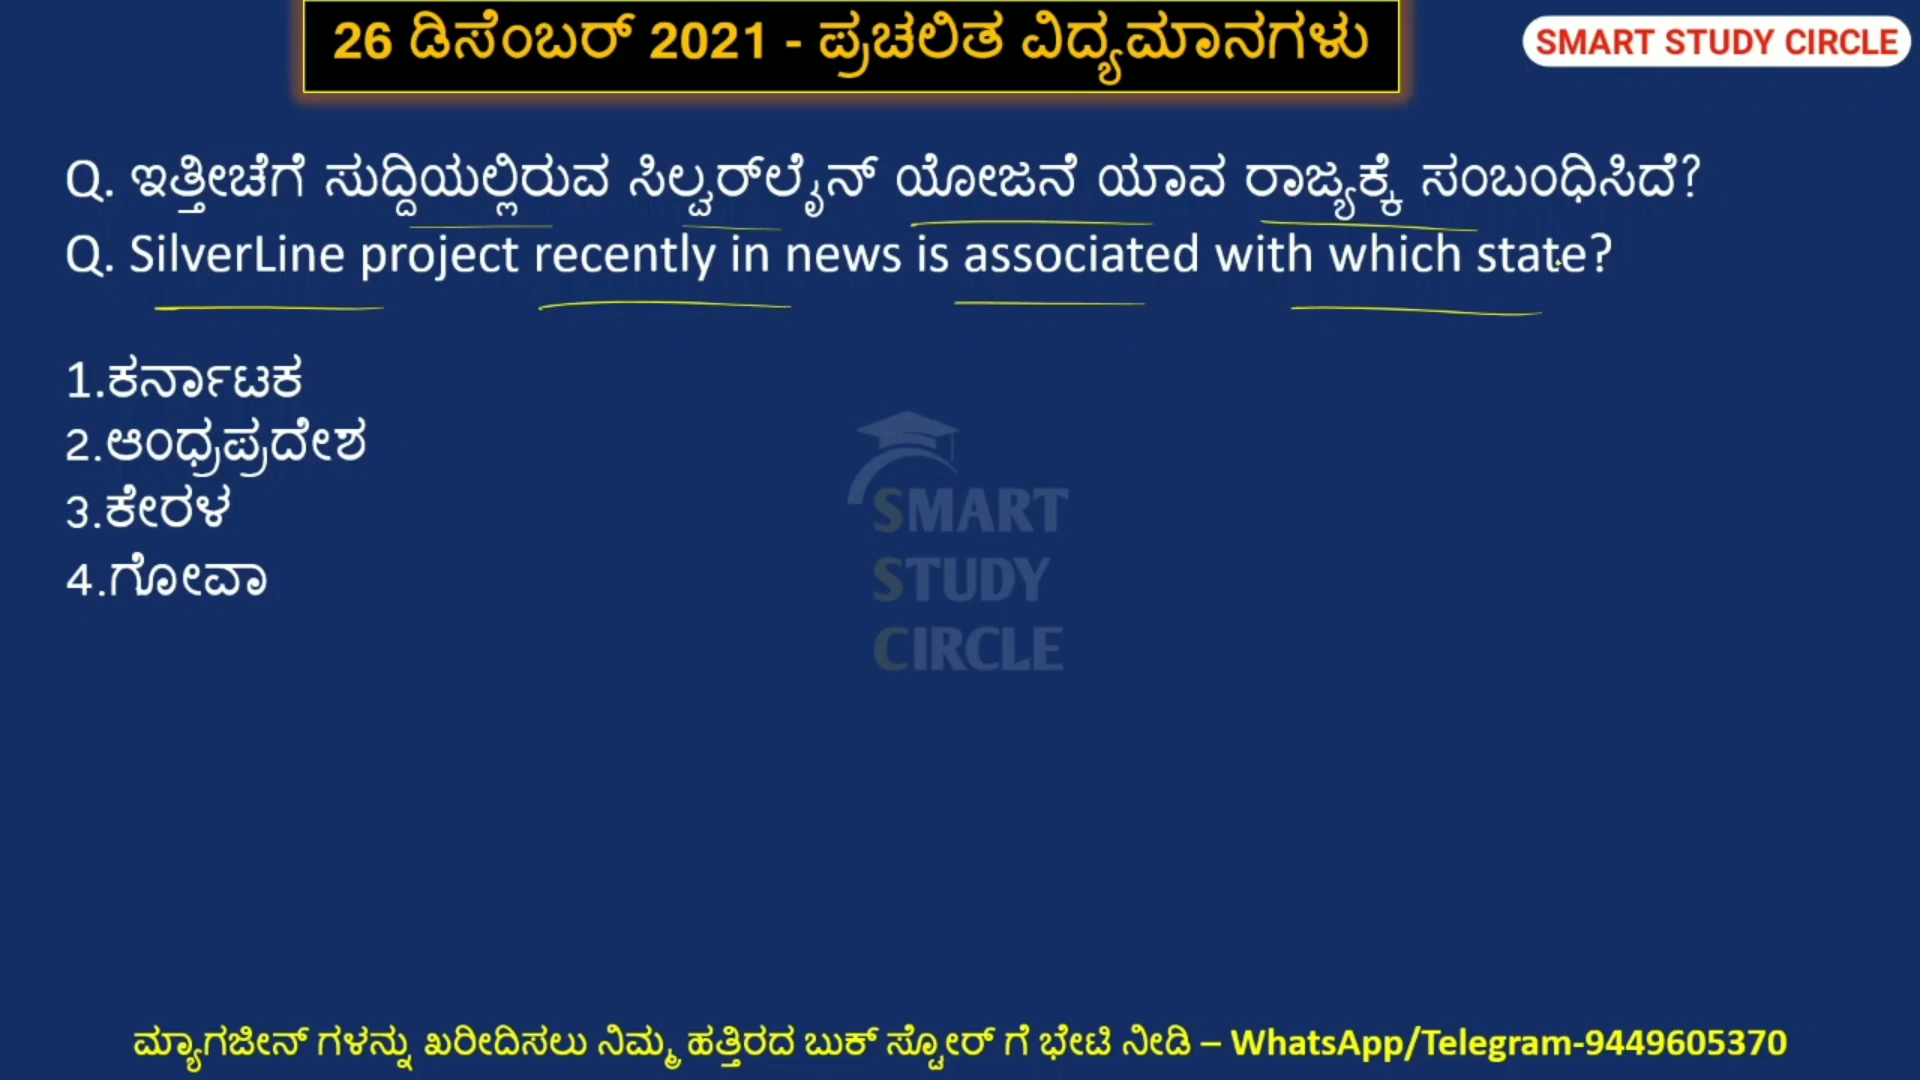 26 ಡಿಸೆಂಬರ್ 2021 - ಪ್ರಚಲಿತ ವಿದ್ಯಮಾನಗಳು
SMART STUDY CIRCLE
Q. ಇತ್ತೀಚೆಗೆ ಸುದ್ದಿಯಲ್ಲಿರುವ ಸಿಲ್ವರ್‌ಲೈನ್ ಯೋಜನೆ ಯಾವ ರಾಜ್ಯಕ್ಕೆ ಸಂಬಂಧಿಸಿದೆ?
Q. SilverLine project recently in news is associated with which state?
1.ಕರ್ನಾಟಕ
2.ಆಂಧ್ರಪ್ರದೇಶ
3.ಕೇರಳ
4.ಗೋವಾ
SMART
STUDY
CIRCLE
ಮ್ಯಾಗಜೀನ್ ಗಳನ್ನು ಖರೀದಿಸಲು ನಿಮ್ಮ ಹತ್ತಿರದ ಬುಕ್ ಸ್ಟೋರ್ ಗೆ ಭೇಟಿ ನೀಡಿ – WhatsApp/Telegram-9449605370